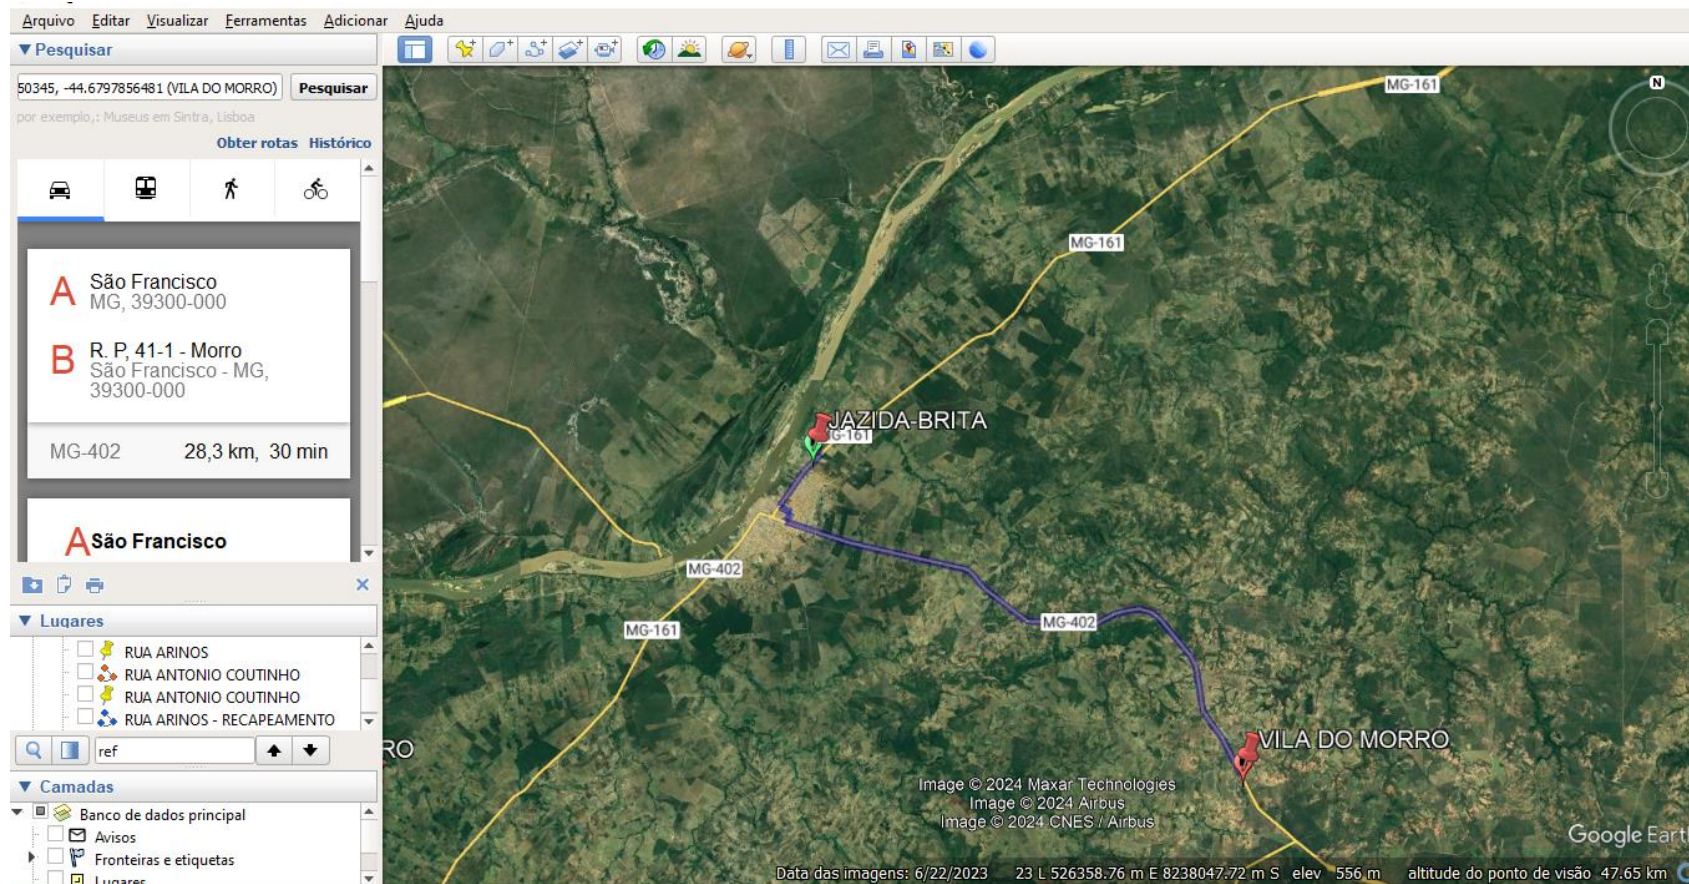 Arquivo Editar Visualizar Ferramentas Adicionar Ajuda
Pesquisar
50345, -44.6797856481 (VILA DO MORRO) Pesquisar
por exemplo,: Museus em Sintra, Lisboa
Obter rotas Histórico
A São Francisco
MG, 39300-000
B R. P, 41-1 - Morro
São Francisco - MG,
39300-000
MG-402 28,3 km, 30 min
A São Francisco
Lugares
RUA ARINOS
RUA ANTONIO COUTINHO
RUA ANTONIO COUTINHO
RUA ARINOS - RECAPEAMENTO
ref
Camadas
Banco de dados principal
Avisos
Fronteiras e etiquetas
Lugares
MG-161
N
MG-161
JAZIDA-BRITA
G-161
MG-402
MG-402
MG-161
VILA DO MORRO
RO
Image © 2024 Maxar Technologies
Image © 2024 Airbus
Image © 2024 CNES / Airbus
Google Eart
Data das imagens: 6/22/2023 23 L 526358.76 m E 8238047.72 m S elev 556 m altitude do ponto de visão 47.65 km